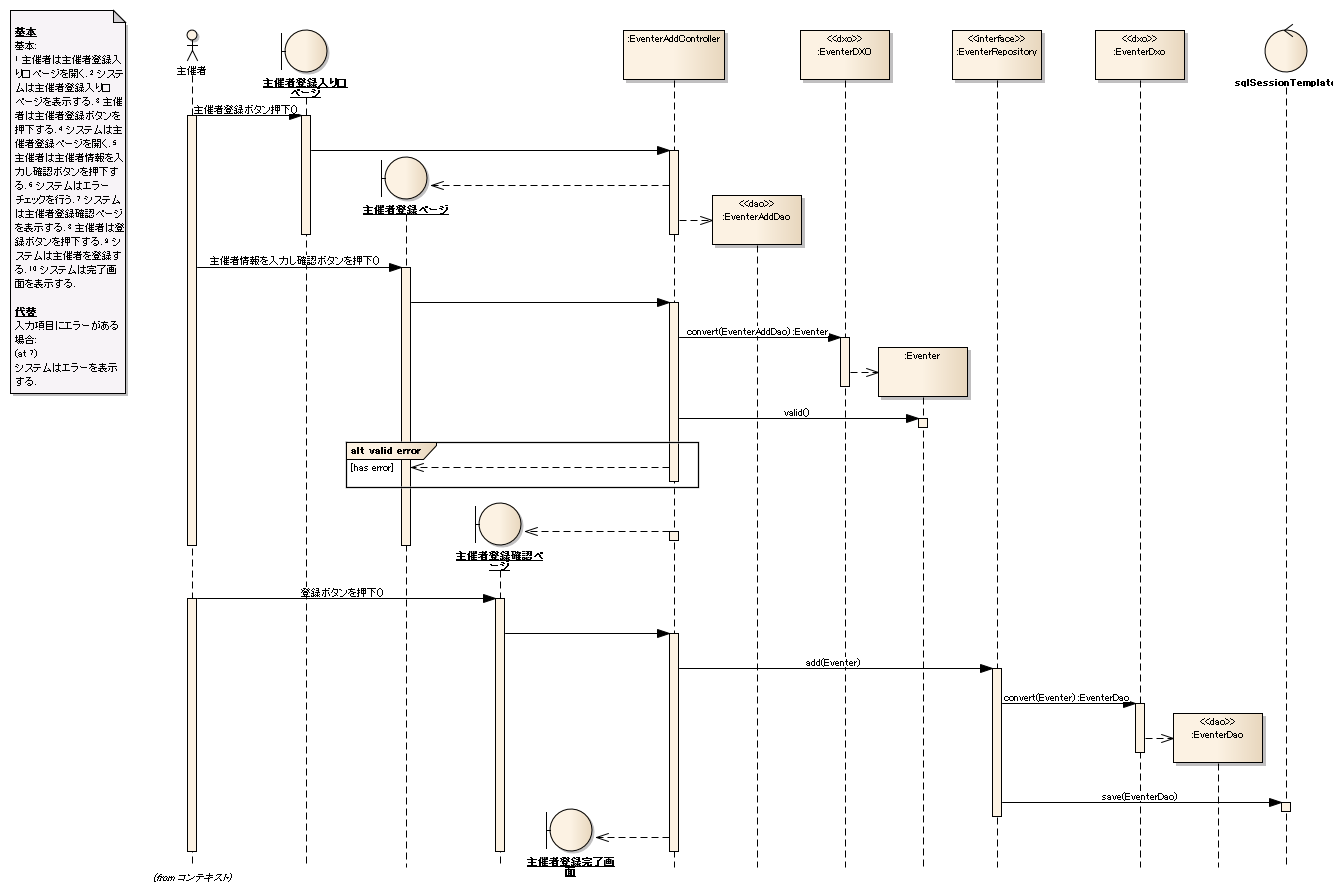 基本
基本:
1 主催者は主催者登録入
り口 ページを開く. 2 システ
ムは主催者登録入り口
ページを表示する. 3 主催
者は主催者登録ボタンを
押下する. 4 システムは主
催者登録ページを開く. 5
主催者は主催者情報を入
力し確認ボタンを押下す
る. 6 システムはエラー
チェックを行う. 7 システム
は主催者登録確認ページ
を表示する. 8 主催者は登
録ボタンを押下する. 9 シ
ステムは主催者を登録す
る. 10 システムは完了画
面を表示する.
代替
入力項目にエラーがある
場合:
(at 7)
システムはエラーを表示
する.
主催者
主催者登録入り口
ページ
:EventerAddController
<<dxo>>
:EventerDXO
<<interface>>
:EventerRepository
<<dxo>>
:EventerDxo
sqlSessionTemplate
主催者登録ボタン押下()
主催者登録ページ
<<dao>>
:EventerAddDao
主催者情報を入力し確認ボタンを押下()
convert(EventerAddDao) :Eventer
:Eventer
valid()
alt valid error
[has error]
主催者登録確認ペ
ージ
登録ボタンを押下()
add(Eventer)
convert(Eventer) :EventerDao
<<dao>>
:EventerDao
save(EventerDao)
主催者登録完了画
面
(from コンテキスト)